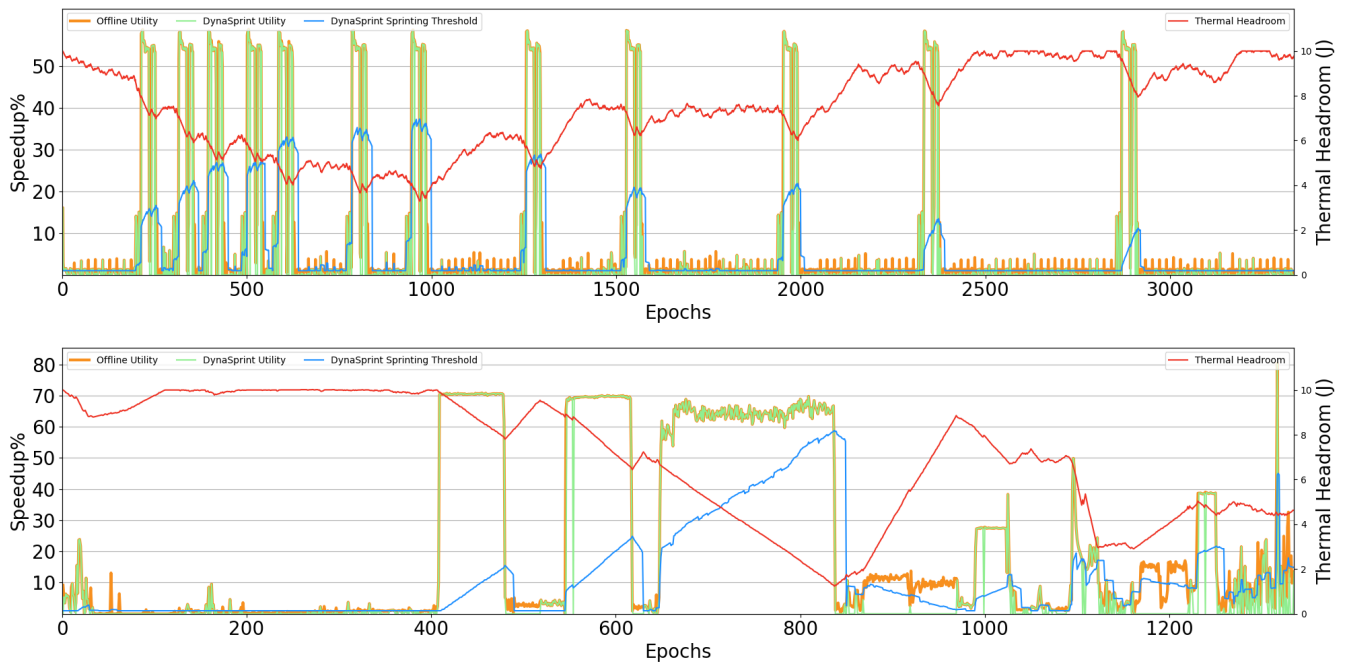 Offline Utility DynaSprint Utility DynaSprint Sprinting Threshold Thermal Headroom
Speedup%
50
40
30
20
10
Thermal Headroom (J)
10
8
6
4
2
0
0 500 1000 1500 2000 2500 3000
Epochs
Offline Utility DynaSprint Utility DynaSprint Sprinting Threshold Thermal Headroom
Speedup%
80
70
60
50
40
30
20
10
Thermal Headroom (J)
10
8
6
4
2
0
0 200 400 600 800 1000 1200
Epochs